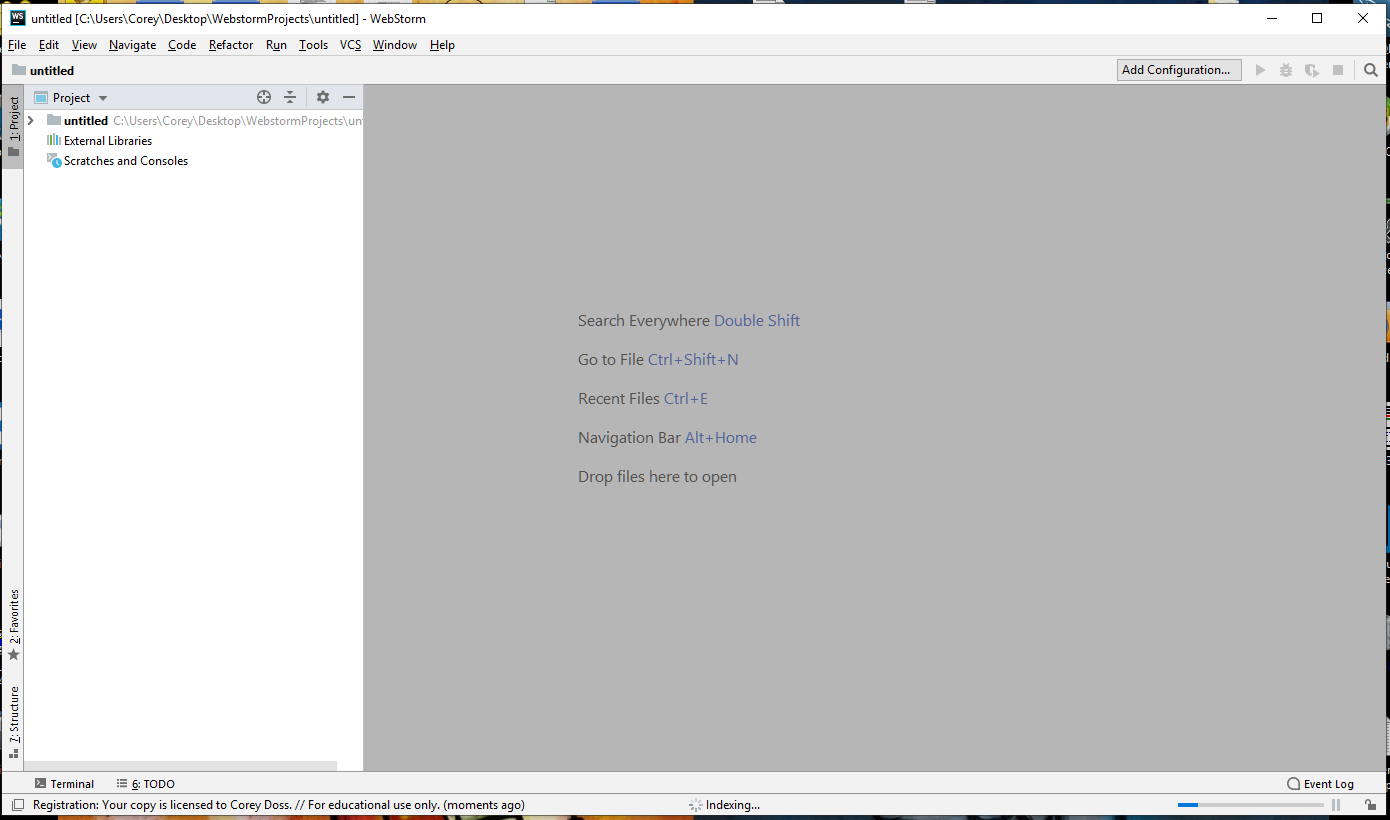 WS untitled [C:\Users\Corey\Desktop\WebstormProjects\untitled] - WebStorm
File Edit View Navigate Code Refactor Run Tools VCS Window Help
untitled
Add Configuration...
1: Project
Project
untitled C:\Users\Corey\Desktop\WebstormProjects\un
External Libraries
Scratches and Consoles
Search Everywhere Double Shift
Go to File Ctrl+Shift+N
Recent Files Ctrl+E
Navigation Bar Alt+Home
Drop files here to open
2: Favorites
7: Structure
Terminal 6: TODO
Event Log
Registration: Your copy is licensed to Corey Doss. // For educational use only. (moments ago)
Indexing...